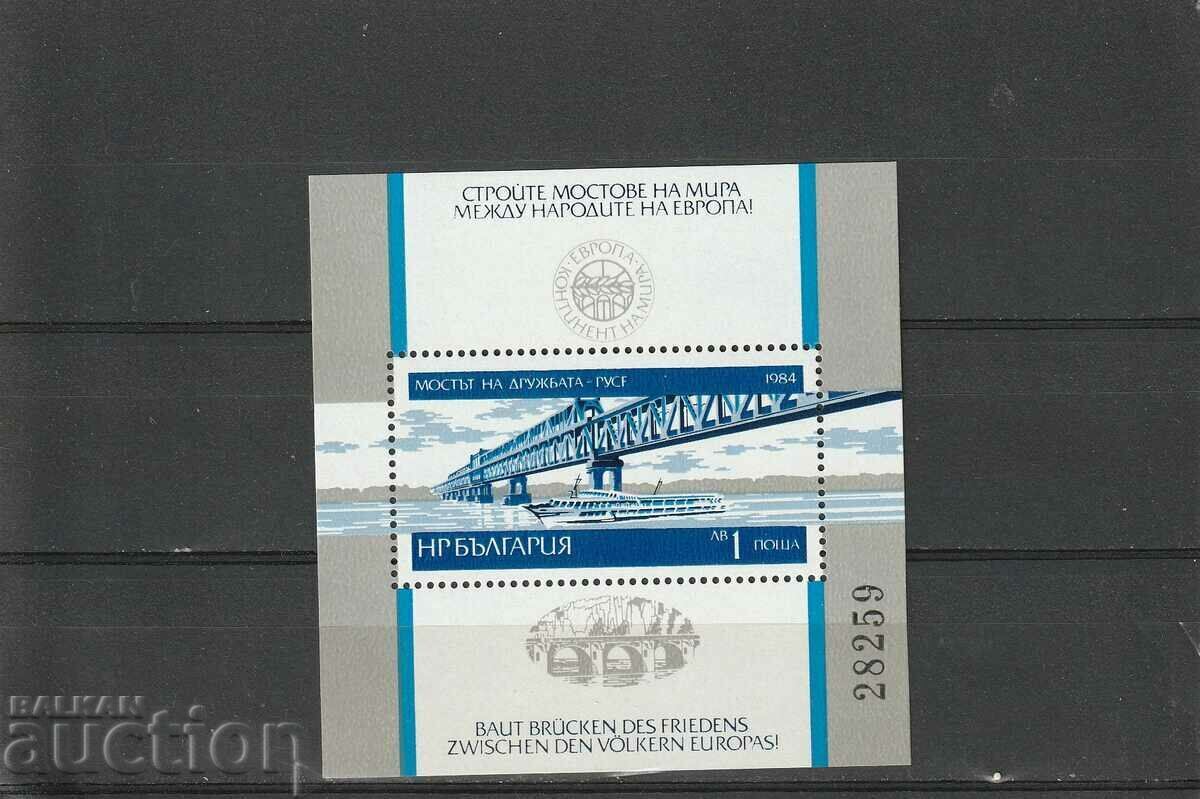 СТРОЙТЕ МОСТОВЕ НА МИРА
МЕЖДУ НАРОДИТЕ НА ЕВРОПА!
ЕВРОПА · КОНТИНЕНТ НА МИРА ·
МОСТЪТ НА ДРУЖБАТА - РУСЕ 1984
НР БЪЛГАРИЯ ЛВ 1 ПОЩА
28259
BAUT BRÜCKEN DES FRIEDENS
ZWISCHEN DEN VÖLKERN EUROPAS!
BALKAN
auction